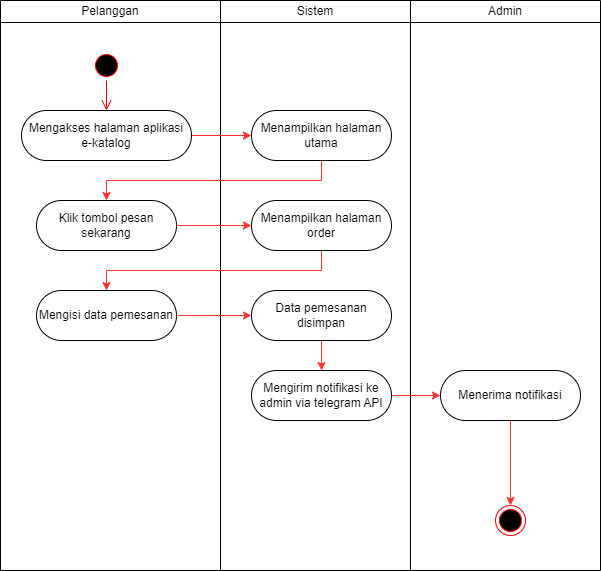 Pelanggan
Sistem
Admin
Mengakses halaman aplikasi
e-katalog
Menampilkan halaman
utama
Klik tombol pesan
sekarang
Menampilkan halaman
order
Mengisi data pemesanan
Data pemesanan
disimpan
Mengirim notifikasi ke
admin via telegram API
Menerima notifikasi